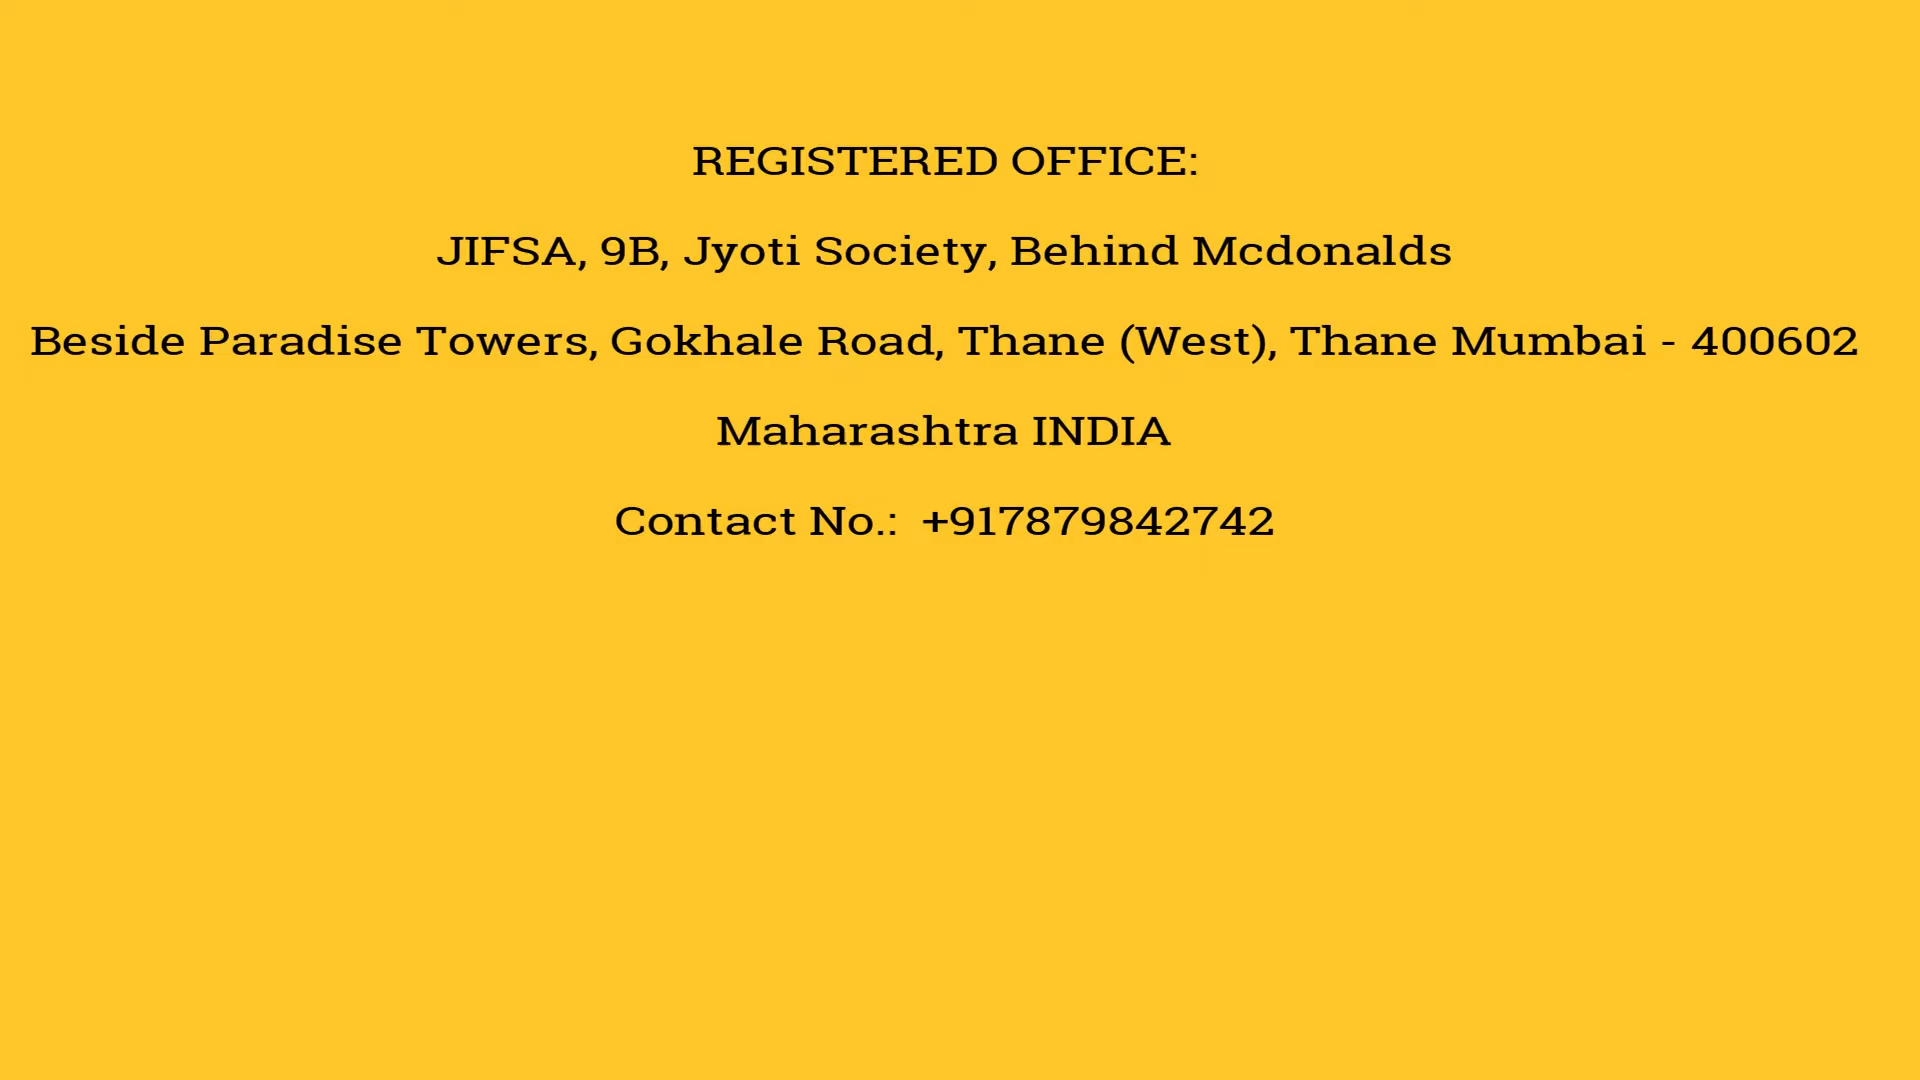 REGISTERED OFFICE:
JIFSA, 9B, Jyoti Society, Behind Mcdonalds
Beside Paradise Towers, Gokhale Road, Thane (West), Thane Mumbai - 400602
Maharashtra INDIA
Contact No.:  +917879842742